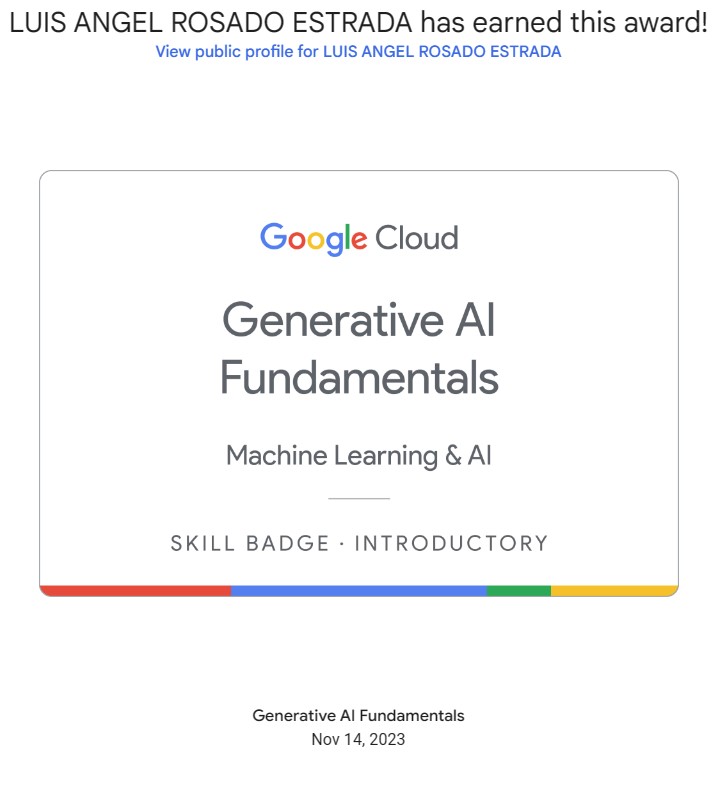 LUIS ANGEL ROSADO ESTRADA has earned this award!
View public profile for LUIS ANGEL ROSADO ESTRADA
Google Cloud
Generative AI
Fundamentals
Machine Learning & AI
SKILL BADGE · INTRODUCTORY
Generative AI Fundamentals
Nov 14, 2023